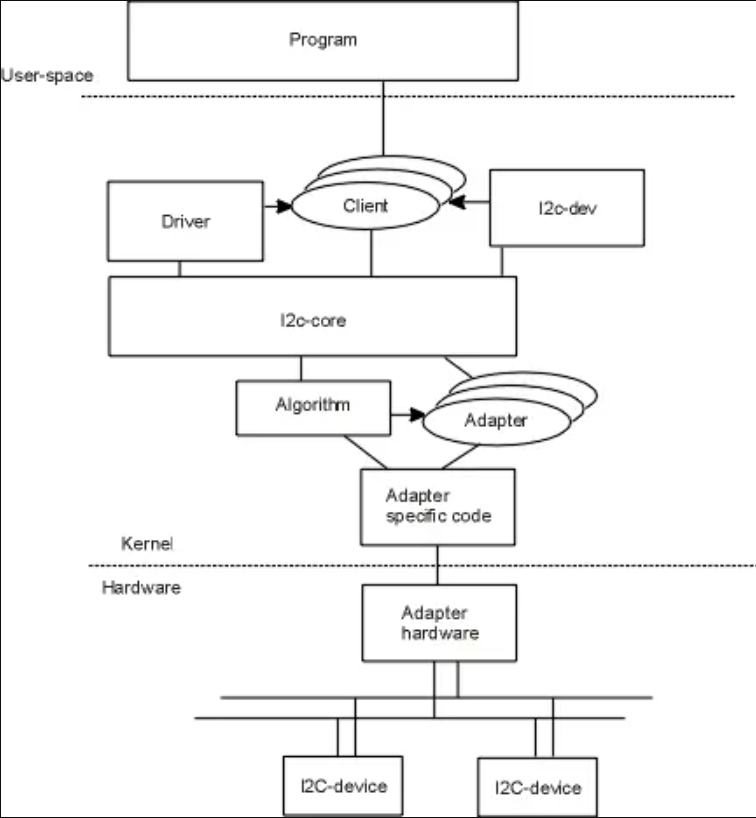 Program
User-space
Client
Driver
I2c-dev
I2c-core
Algorithm
Adapter
Adapter
specific code
Kernel
Hardware
Adapter
hardware
I2C-device
I2C-device